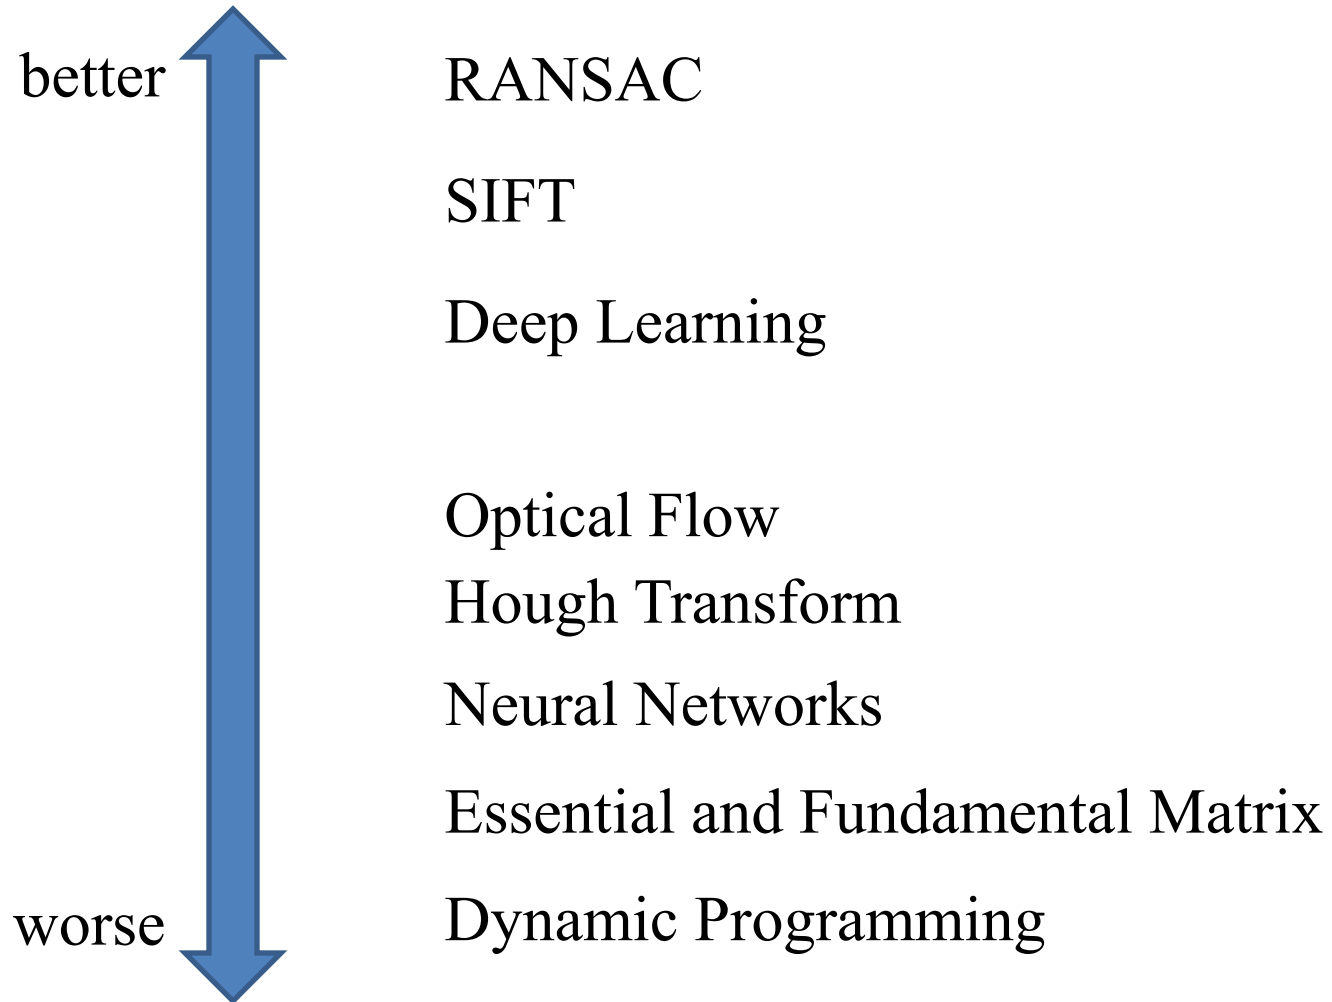 better
RANSAC
SIFT
Deep Learning
Optical Flow
Hough Transform
Neural Networks
Essential and Fundamental Matrix
worse
Dynamic Programming